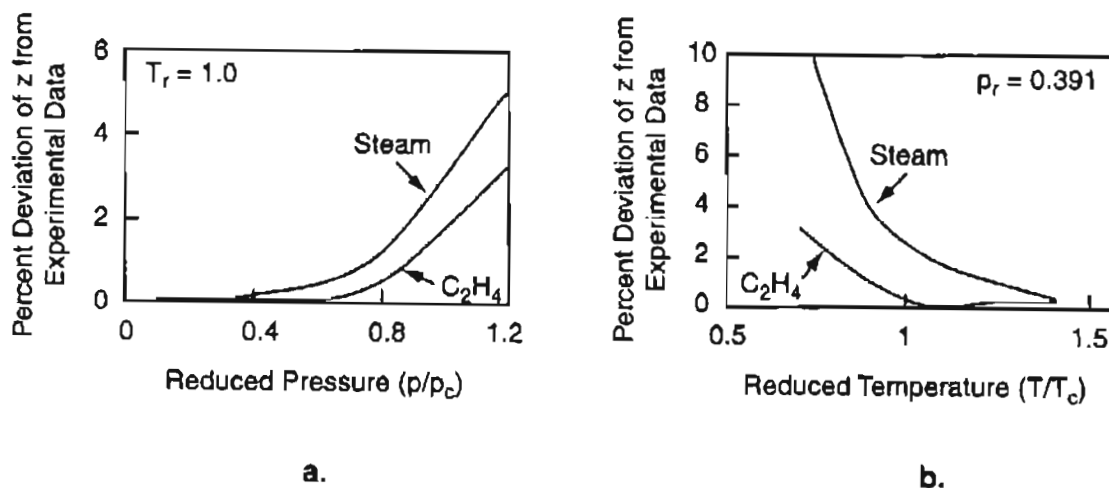 Percent Deviation of z from
Experimental Data
6
4
2
0
T_r = 1.0
Steam
C_2H_4
0 0.4 0.8 1.2
Reduced Pressure (p/p_c)
a.
Percent Deviation of z from
Experimental Data
10
8
6
4
2
0
p_r = 0.391
Steam
C_2H_4
0.5 1 1.5
Reduced Temperature (T/T_c)
b.